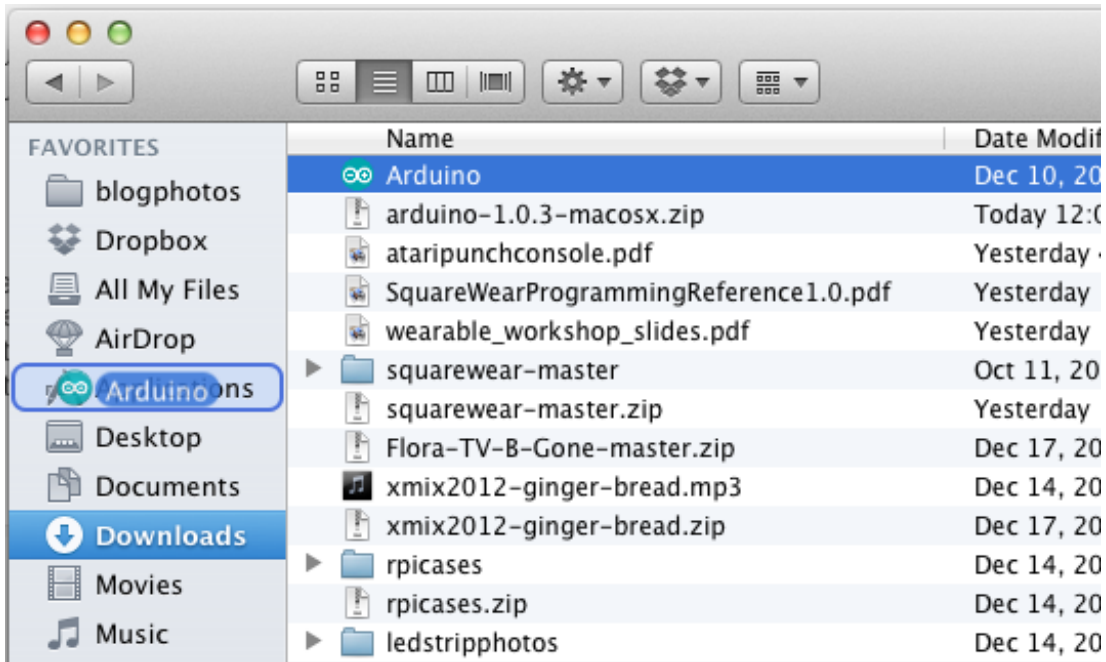 FAVORITES
blogphotos
Dropbox
All My Files
AirDrop
Arduino
Desktop
Documents
Downloads
Movies
Music
Name Date Modif
Arduino Dec 10, 20
arduino-1.0.3-macosx.zip Today 12:0
ataripunchconsole.pdf Yesterday
SquareWearProgrammingReference1.0.pdf Yesterday
wearable_workshop_slides.pdf Yesterday
squarewear-master Oct 11, 20
squarewear-master.zip Yesterday
Flora-TV-B-Gone-master.zip Dec 17, 20
xmix2012-ginger-bread.mp3 Dec 14, 20
xmix2012-ginger-bread.zip Dec 17, 20
rpicases Dec 14, 20
rpicases.zip Dec 14, 20
ledstripphotos Dec 14, 20